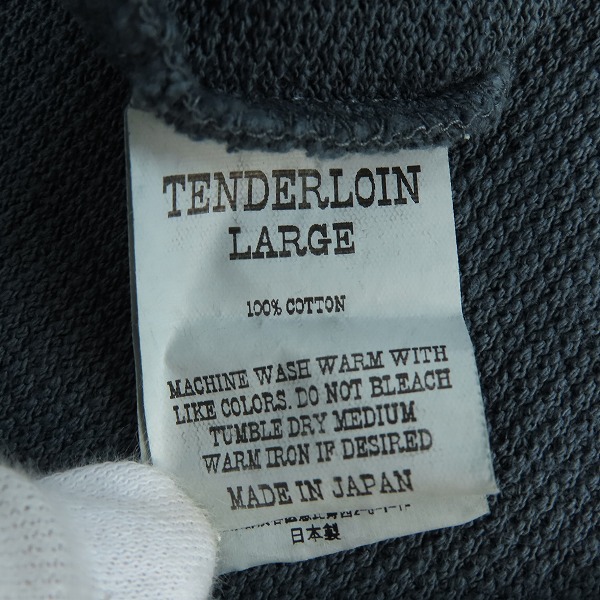 TENDERLOIN
LARGE
100% COTTON
MACHINE WASH WARM WITH
LIKE COLORS. DO NOT BLEACH
TUMBLE DRY MEDIUM
WARM IRON IF DESIRED
MADE IN JAPAN
日本製